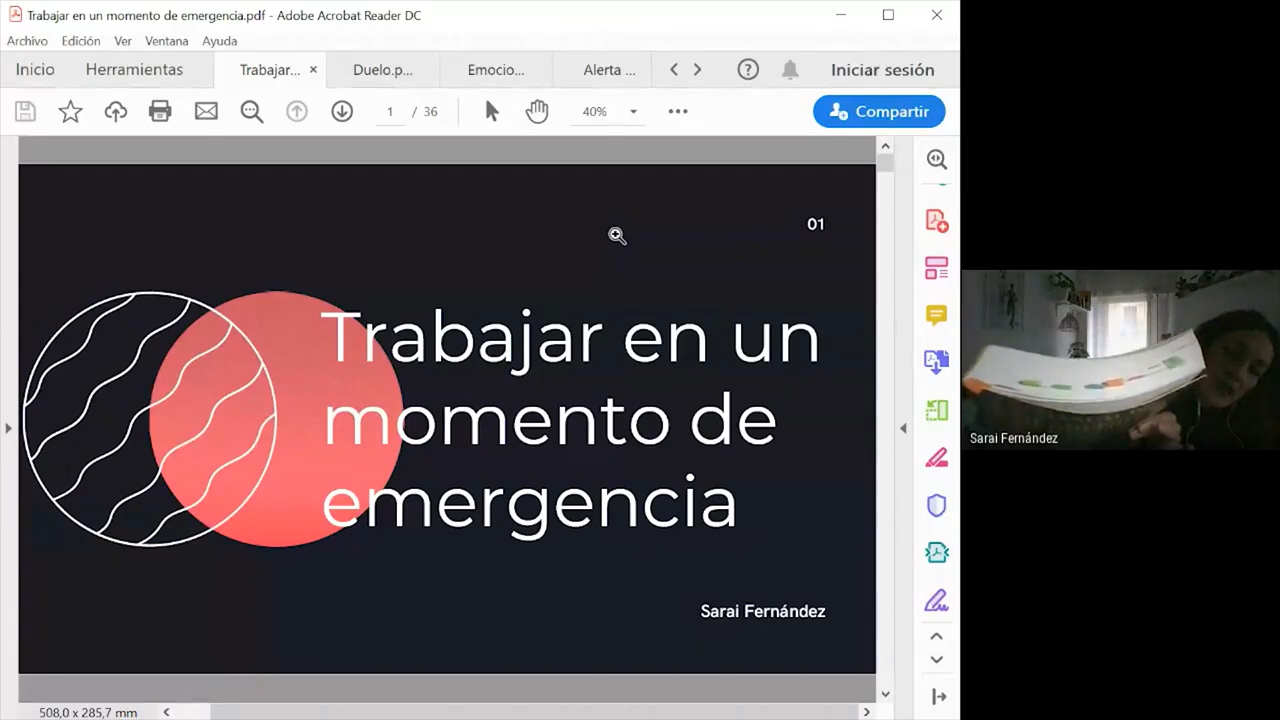 Trabajar en un momento de emergencia.pdf - Adobe Acrobat Reader DC
Archivo Edición Ver Ventana Ayuda
Inicio Herramientas Trabajar... Duelo.p... Emocio... Alerta ... Iniciar sesión
1 / 36 40% Compartir
01
Trabajar en un
momento de
emergencia
Sarai Fernández
508,0 x 285,7 mm
Sarai Fernández